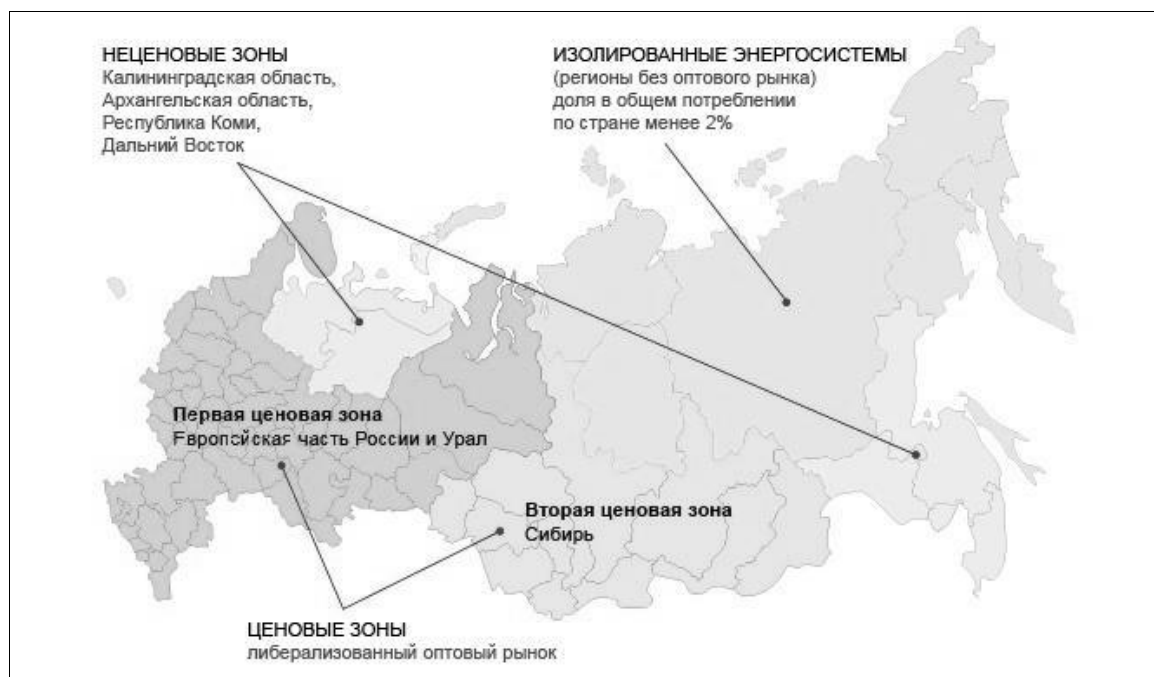 НЕЦЕНОВЫЕ ЗОНЫ
Калининградская область,
Архангельская область,
Республика Коми,
Дальний Восток
ИЗОЛИРОВАННЫЕ ЭНЕРГОСИСТЕМЫ
(регионы без оптового рынка)
доля в общем потреблении
по стране менее 2%
Первая ценовая зона
Европейская часть России и Урал
Вторая ценовая зона
Сибирь
ЦЕНОВЫЕ ЗОНЫ
либерализованный оптовый рынок